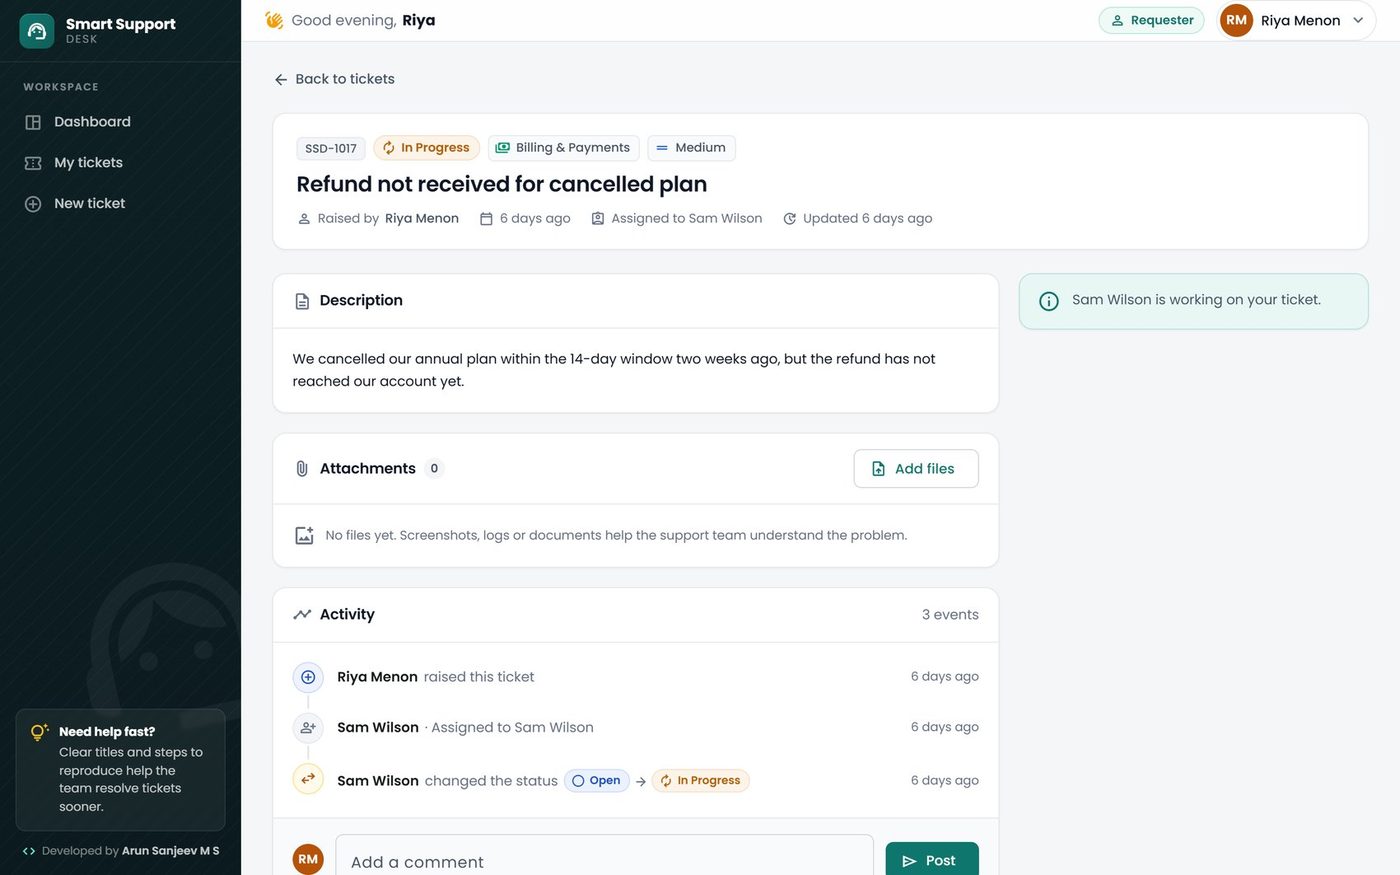 Smart Support
DESK
WORKSPACE
Dashboard
My tickets
New ticket
Need help fast?
Clear titles and steps to
reproduce help the
team resolve tickets
sooner.
Developed by Arun Sanjeev M S
Good evening, Riya
Requester
RM Riya Menon
Back to tickets
SSD-1017 In Progress Billing & Payments Medium
Refund not received for cancelled plan
Raised by Riya Menon 6 days ago Assigned to Sam Wilson Updated 6 days ago
Description
We cancelled our annual plan within the 14-day window two weeks ago, but the refund has not
reached our account yet.
Sam Wilson is working on your ticket.
Attachments 0 Add files
No files yet. Screenshots, logs or documents help the support team understand the problem.
Activity 3 events
Riya Menon raised this ticket 6 days ago
Sam Wilson · Assigned to Sam Wilson 6 days ago
Sam Wilson changed the status Open → In Progress 6 days ago
RM Add a comment Post